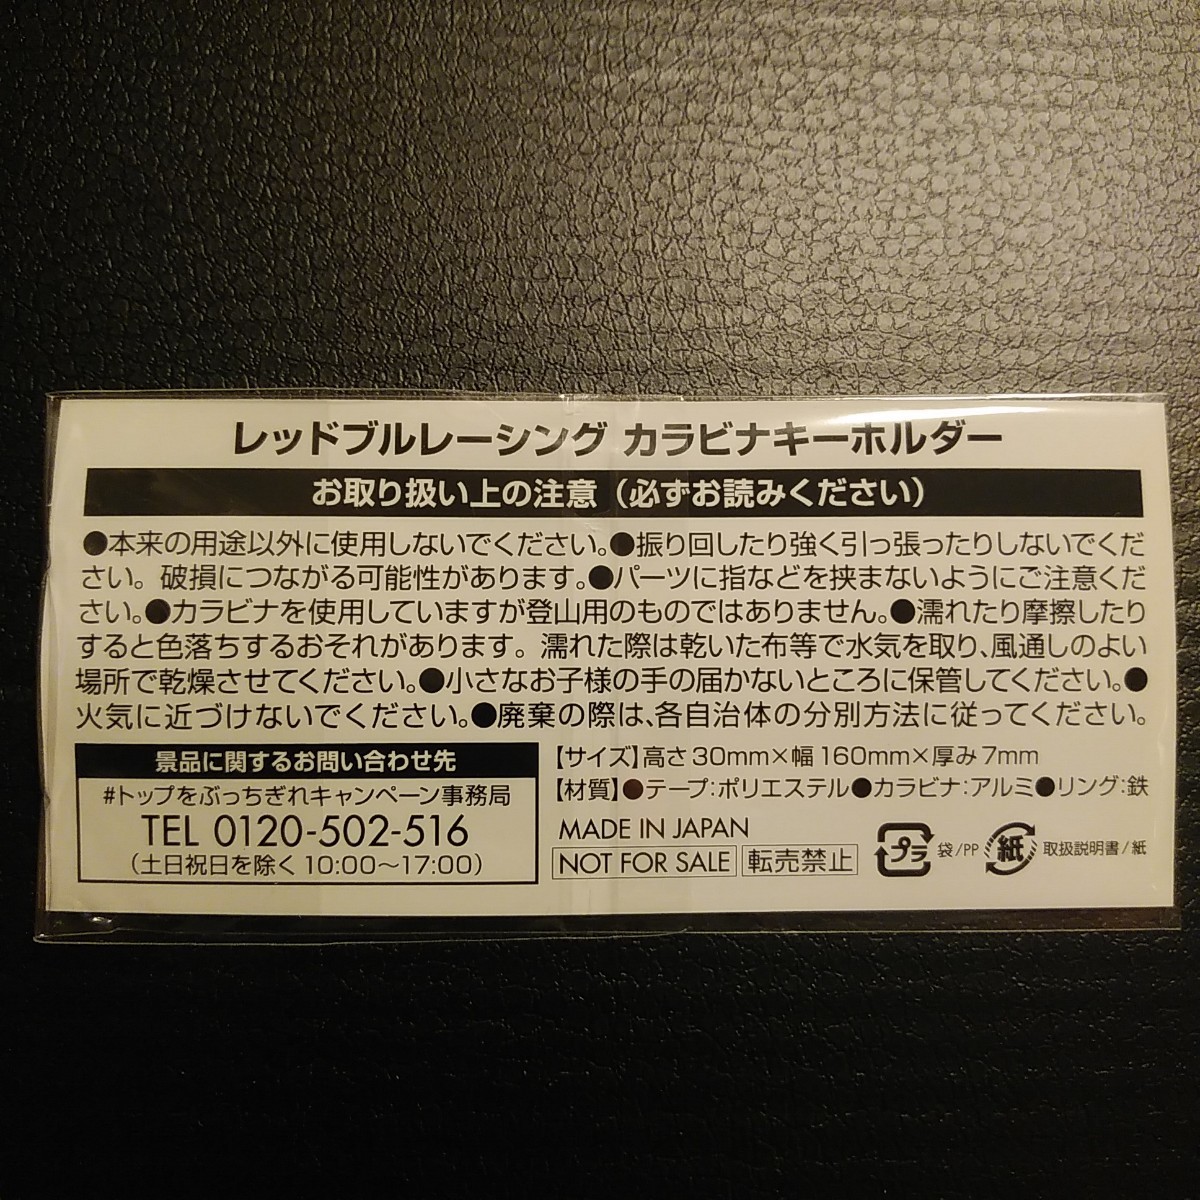 レッドブルレーシング カラビナキーホルダー
お取り扱い上の注意（必ずお読みください）
●本来の用途以外に使用しないでください。●振り回したり強く引っ張ったりしないでくだ
さい。破損につながる可能性があります。●パーツに指などを挟まないようにご注意くだ
さい。●カラビナを使用していますが登山用のものではありません。●濡れたり摩擦したり
すると色落ちするおそれがあります。濡れた際は乾いた布等で水気を取り、風通しのよい
場所で乾燥させてください。●小さなお子様の手の届かないところに保管してください。●
火気に近づけないでください。●廃棄の際は、各自治体の分別方法に従ってください。
景品に関するお問い合わせ先
#トップをぶっちぎれキャンペーン事務局
TEL 0120-502-516
（土日祝日を除く10:00〜17:00）
【サイズ】高さ30mm×幅160mm×厚み7mm
【材質】●テープ：ポリエステル●カラビナ：アルミ●リング：鉄
MADE IN JAPAN
NOT FOR SALE 転売禁止
プラ 袋/PP 紙 取扱説明書/紙